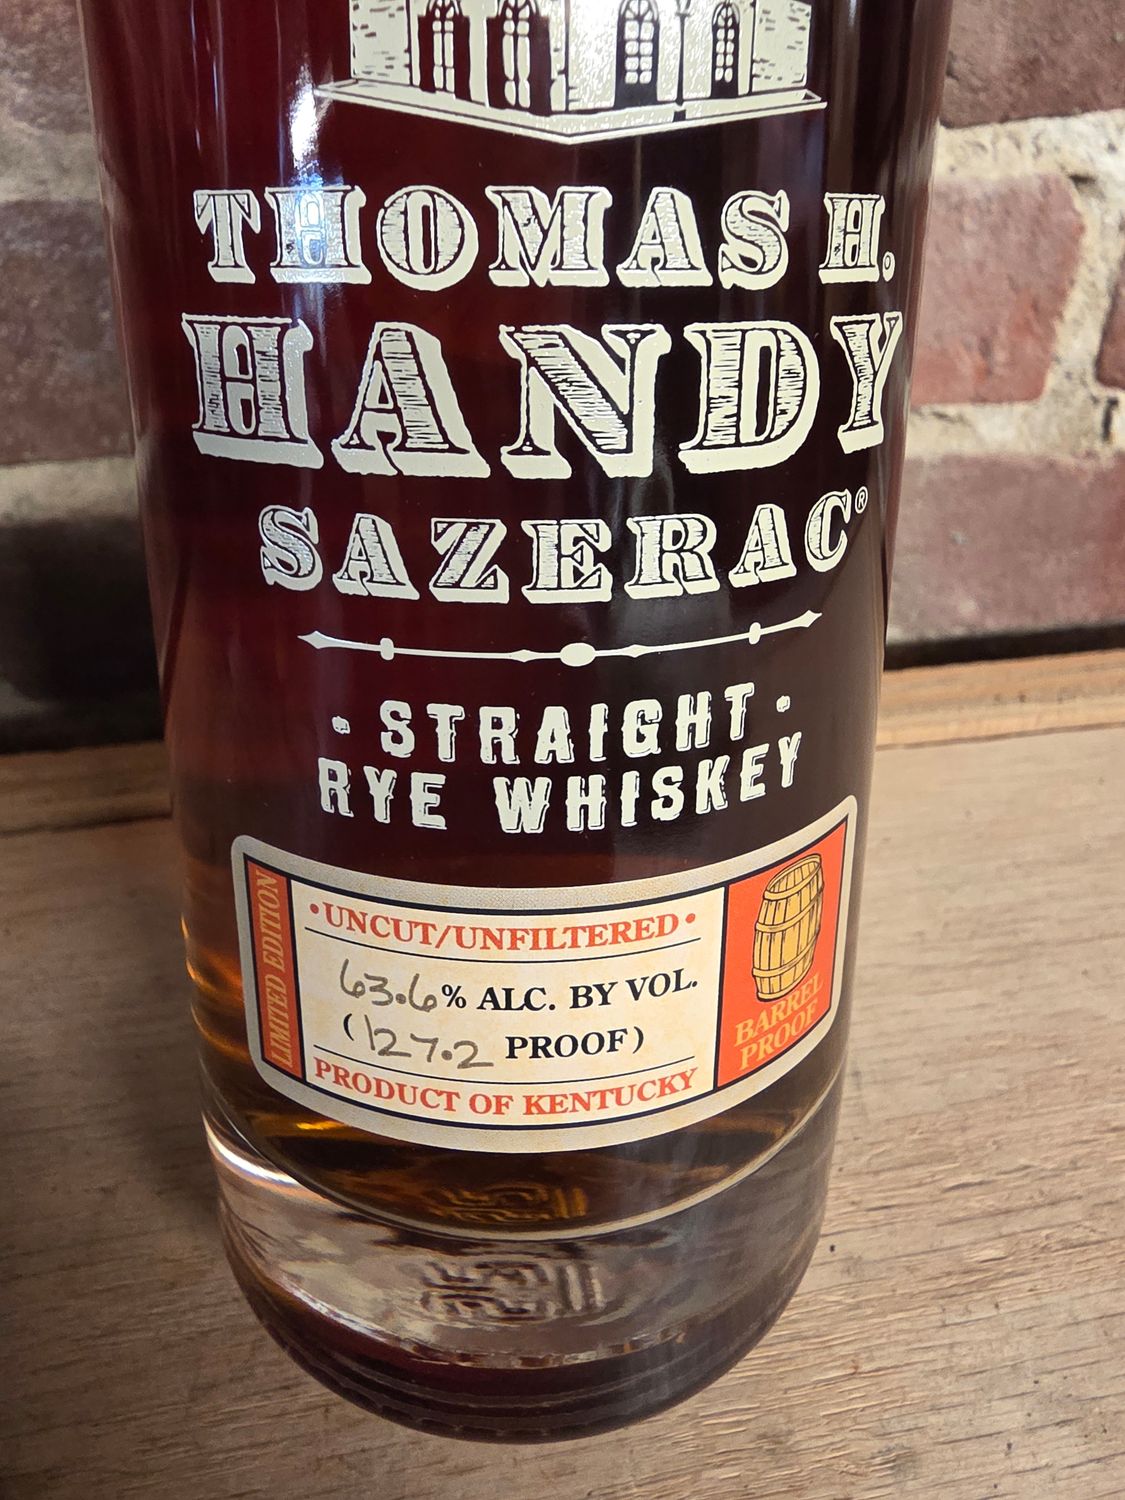 THOMAS H.
HANDY
SAZERAC®
· STRAIGHT ·
RYE WHISKEY
LIMITED EDITION
• UNCUT/UNFILTERED •
63.6% ALC. BY VOL.
(127.2 PROOF)
PRODUCT OF KENTUCKY
BARREL
PROOF